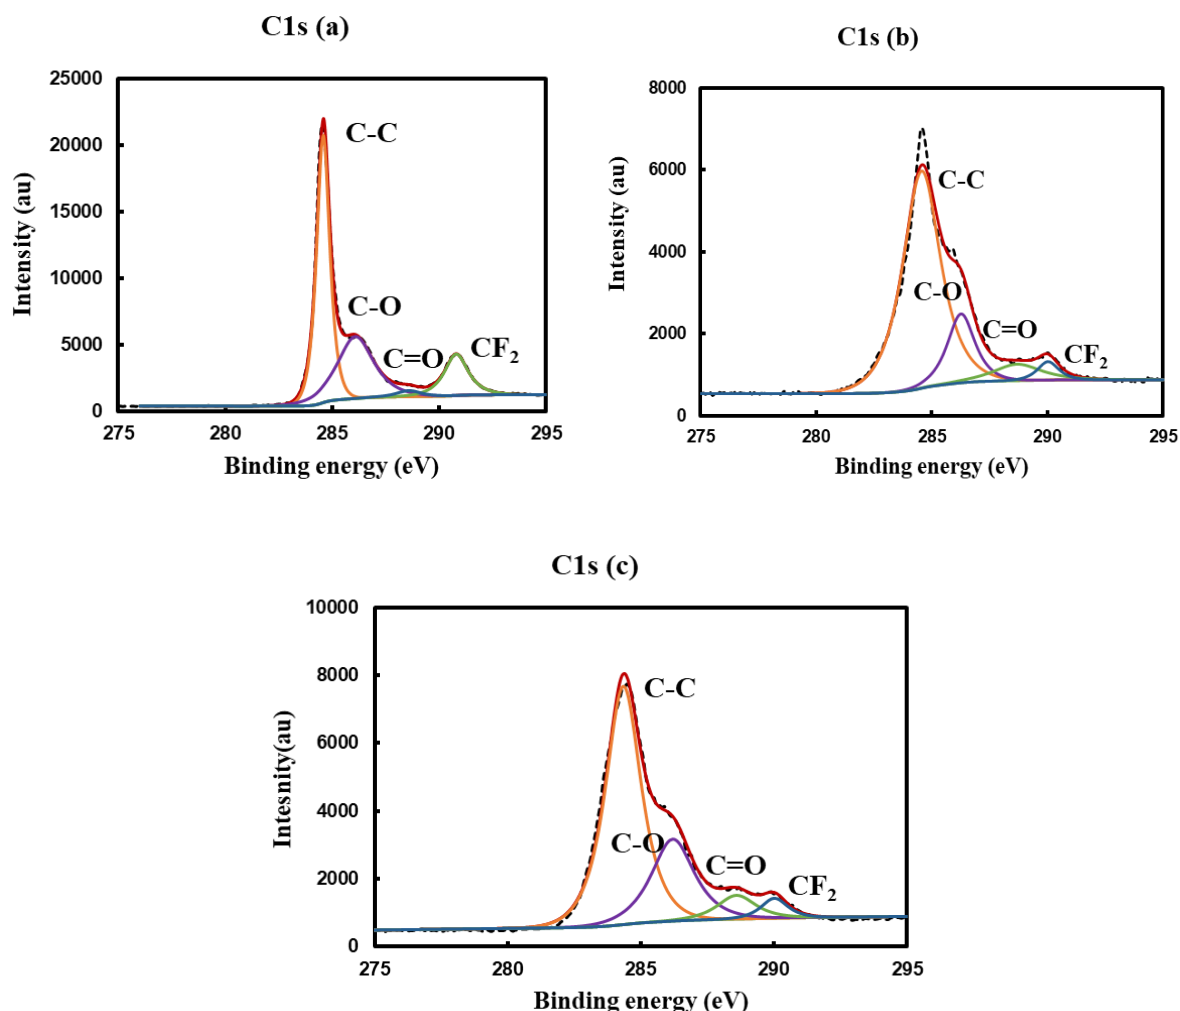 C1s (a)
25000
20000
15000
10000
5000
0
Intensity (au)
C-C
C-O
C=O
CF2
275 280 285 290 295
Binding energy (eV)
C1s (b)
8000
6000
4000
2000
0
Intensity (au)
C-C
C-O
C=O
CF2
275 280 285 290 295
Binding energy (eV)
C1s (c)
10000
8000
6000
4000
2000
0
Intesnity(au)
C-C
C-O
C=O
CF2
275 280 285 290 295
Binding energy (eV)